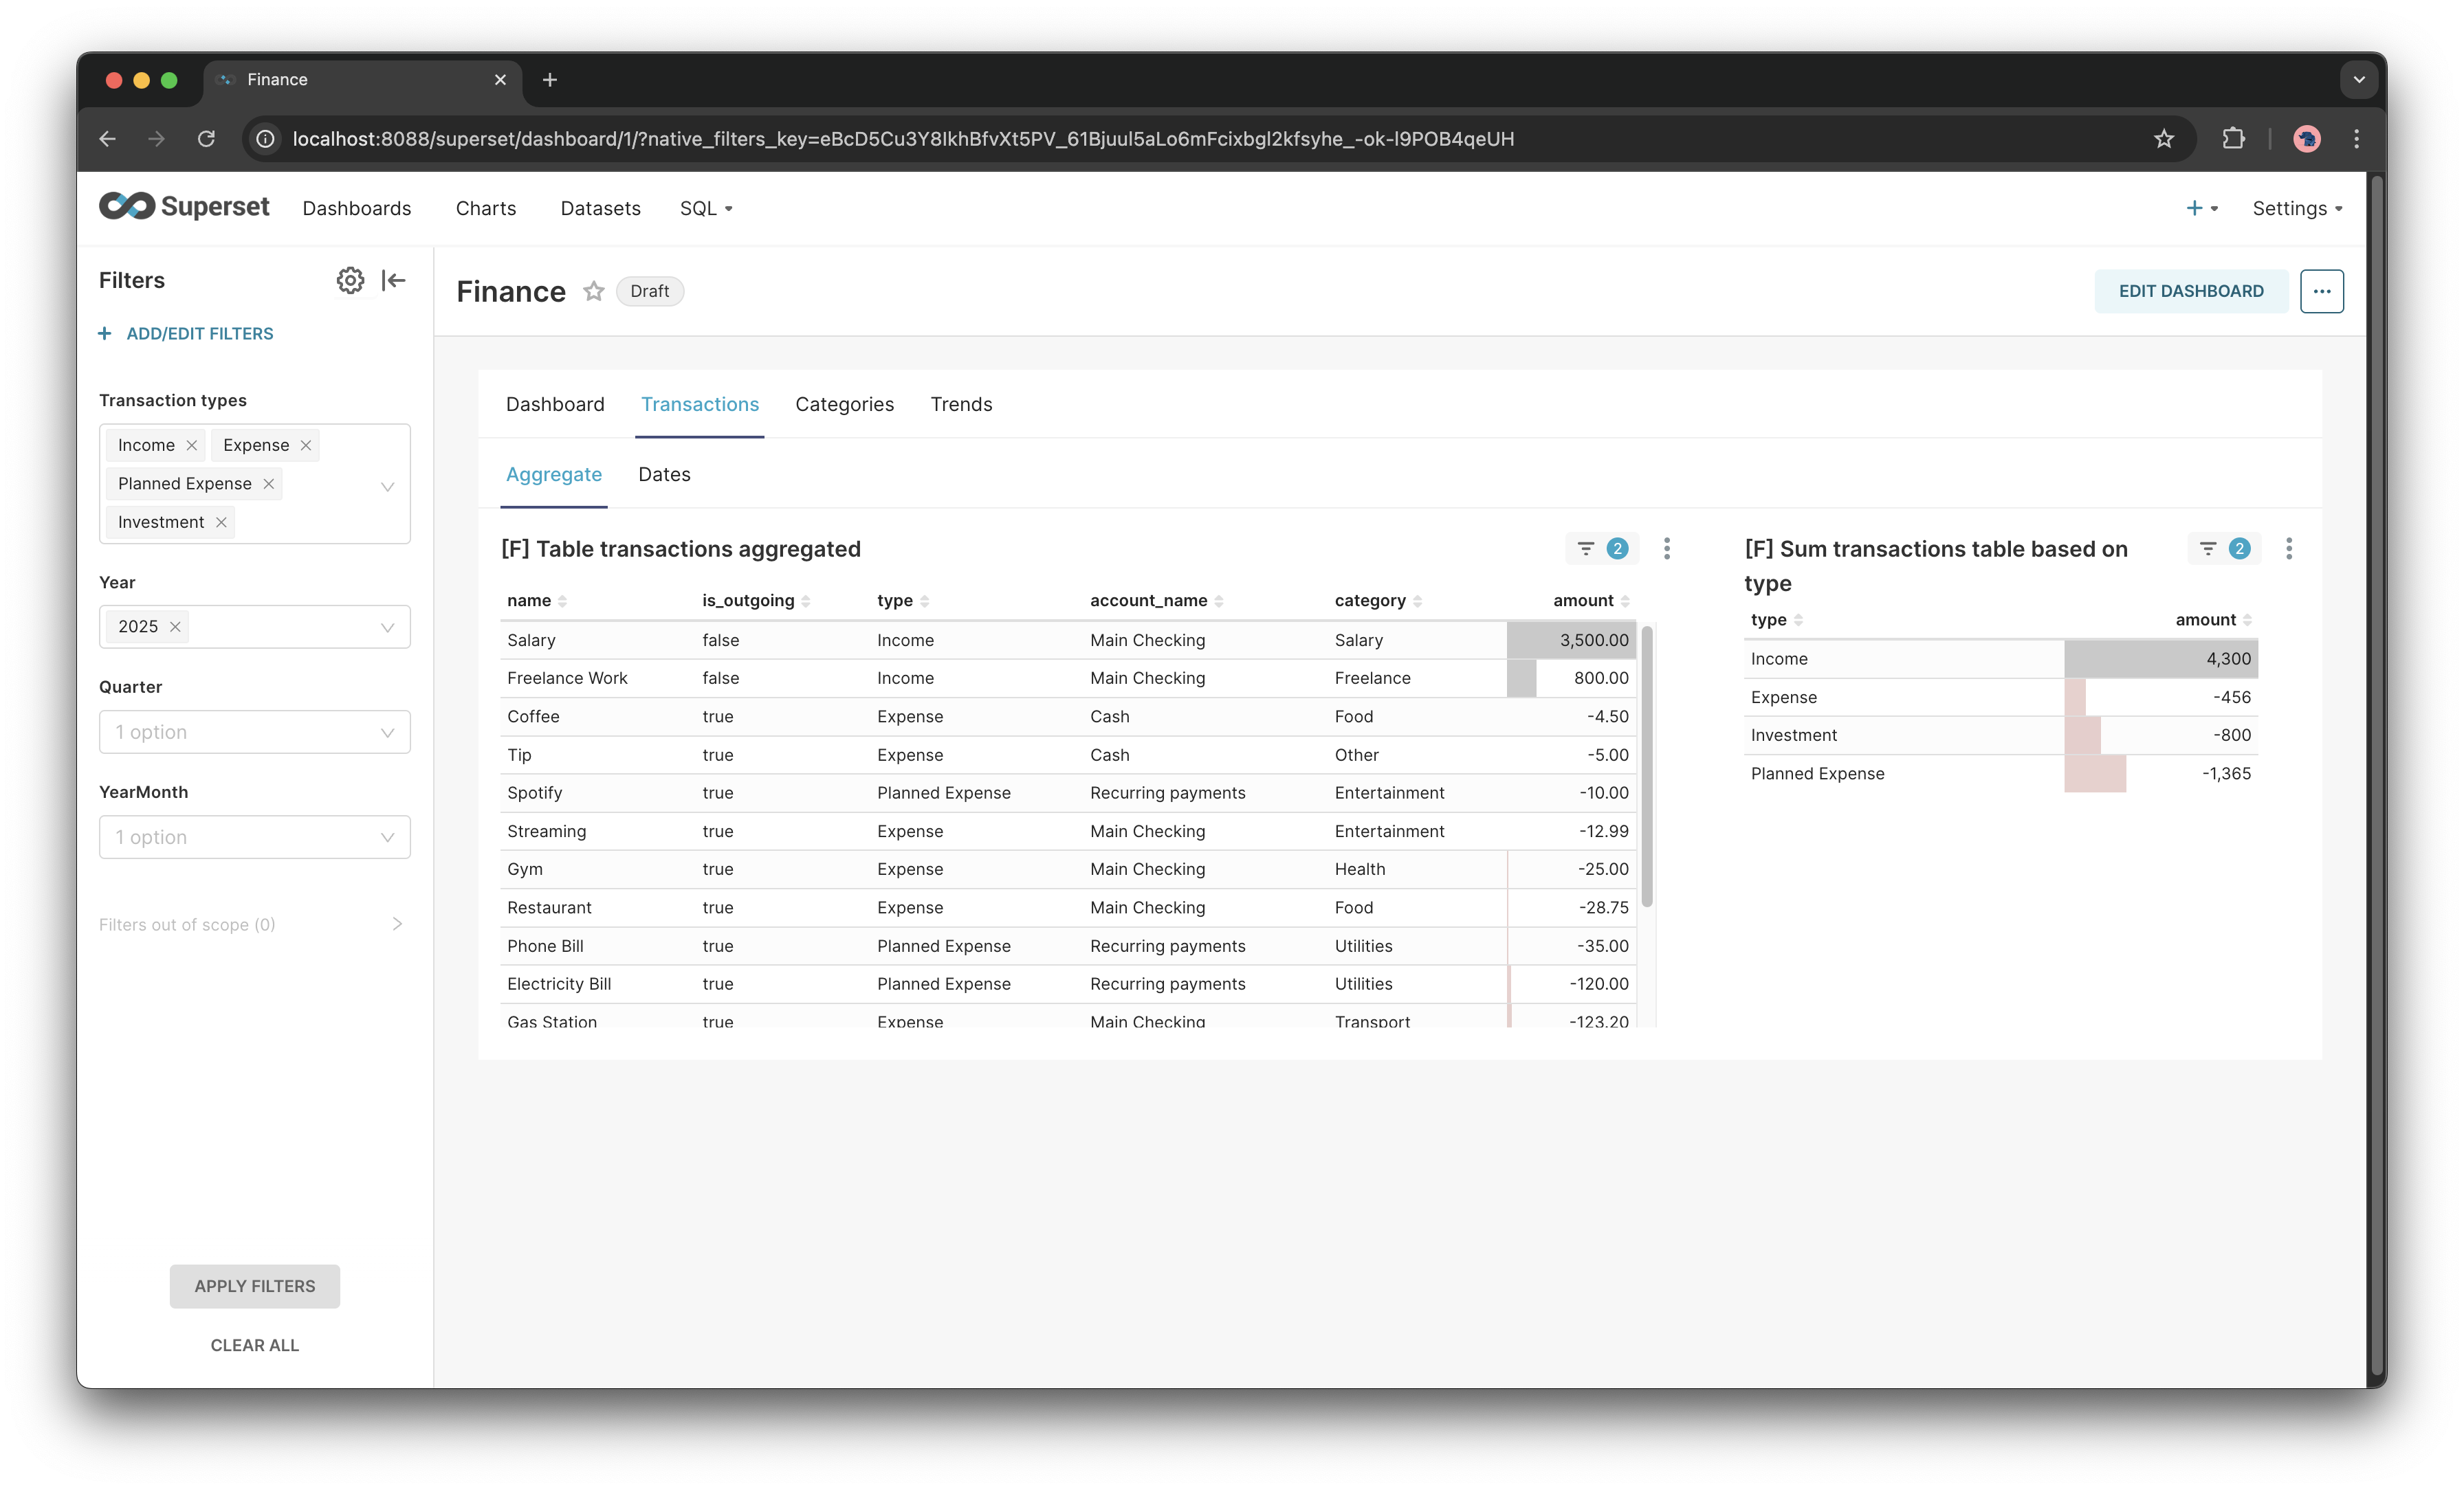 Finance
localhost:8088/superset/dashboard/1/?native_filters_key=eBcD5Cu3Y8IkhBfvXt5PV_61Bjuul5aLo6mFcixbgl2kfsyhe_-ok-l9POB4qeUH
Superset Dashboards Charts Datasets SQL Settings
Filters
ADD/EDIT FILTERS
Transaction types
Income Expense
Planned Expense
Investment
Year
2025
Quarter
1 option
YearMonth
1 option
Filters out of scope (0)
APPLY FILTERS
CLEAR ALL
Finance Draft EDIT DASHBOARD
Dashboard Transactions Categories Trends
Aggregate Dates
[F] Table transactions aggregated 2
name is_outgoing type account_name category amount
Salary false Income Main Checking Salary 3,500.00
Freelance Work false Income Main Checking Freelance 800.00
Coffee true Expense Cash Food -4.50
Tip true Expense Cash Other -5.00
Spotify true Planned Expense Recurring payments Entertainment -10.00
Streaming true Expense Main Checking Entertainment -12.99
Gym true Expense Main Checking Health -25.00
Restaurant true Expense Main Checking Food -28.75
Phone Bill true Planned Expense Recurring payments Utilities -35.00
Electricity Bill true Planned Expense Recurring payments Utilities -120.00
Gas Station true Expense Main Checking Transport -123.20
[F] Sum transactions table based on 2
type
type amount
Income 4,300
Expense -456
Investment -800
Planned Expense -1,365